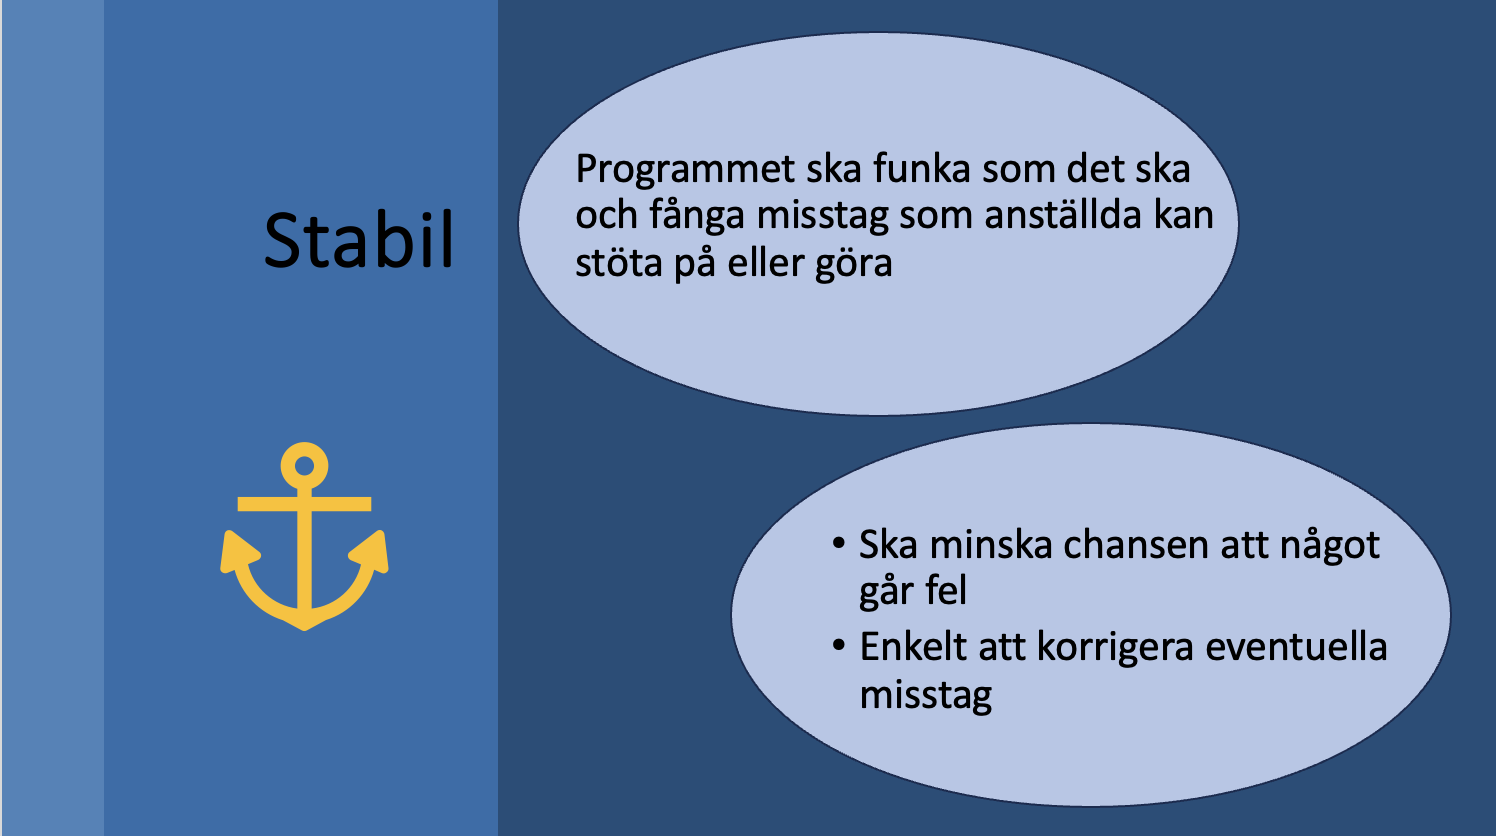 Stabil
Programmet ska funka som det ska
och fånga misstag som anställda kan
stöta på eller göra
• Ska minska chansen att något
går fel
• Enkelt att korrigera eventuella
misstag